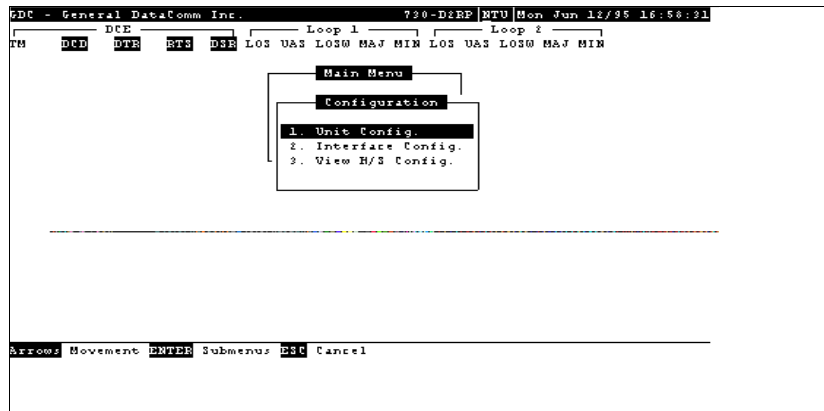 GDC - General DataComm Inc. 730-D2RP NTU Mon Jun 12/95 16:58:31
DCE Loop 1 Loop 2
TM DCD DTR RTS DSR LOS UAS LOSW MAJ MIN LOS UAS LOSW MAJ MIN
Main Menu
Configuration
1. Unit Config.
2. Interface Config.
3. View H/S Config.
Arrows Movement ENTER Submenus ESC Cancel